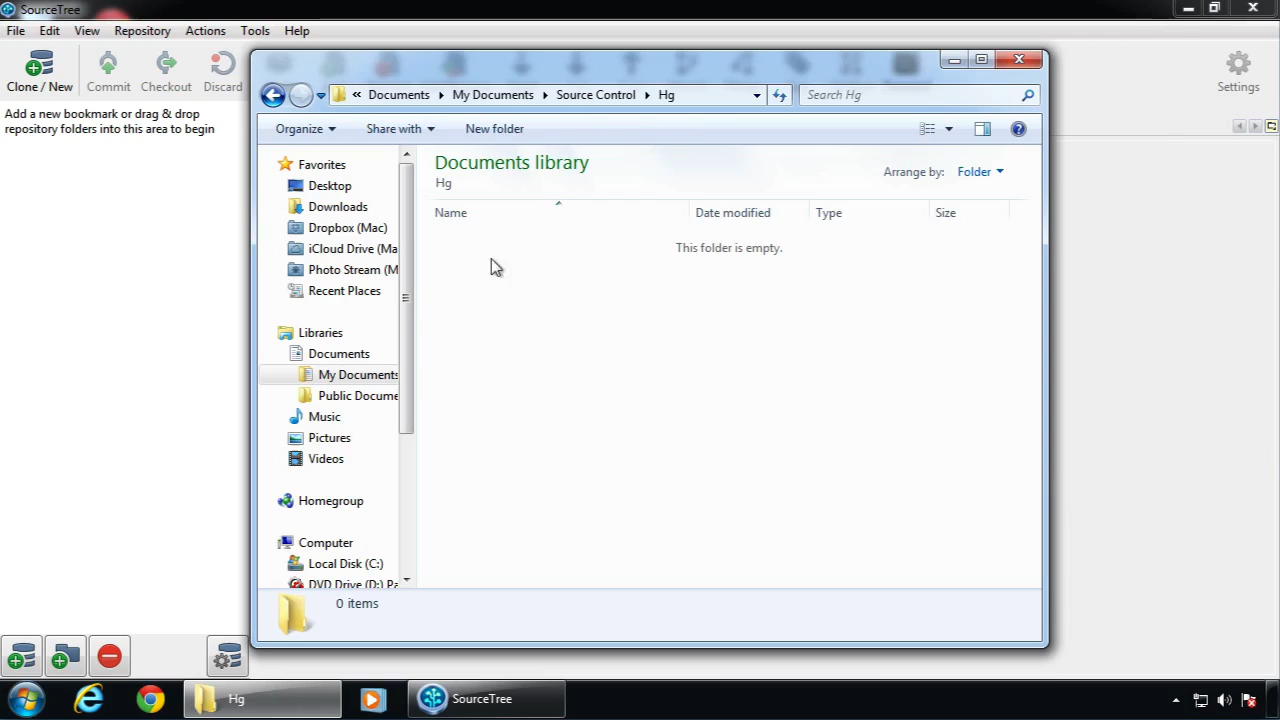 SourceTree
File Edit View Repository Actions Tools Help
Clone / New Commit Checkout Discard Settings
Add a new bookmark or drag & drop
repository folders into this area to begin
« Documents My Documents Source Control Hg Search Hg
Organize Share with New folder
Documents library
Hg
Arrange by: Folder
Name Date modified Type Size
This folder is empty.
Favorites
Desktop
Downloads
Dropbox (Mac)
iCloud Drive (Ma
Photo Stream (M
Recent Places
Libraries
Documents
My Documents
Public Docume
Music
Pictures
Videos
Homegroup
Computer
Local Disk (C:)
DVD Drive (D:) Pa
0 items
Hg SourceTree